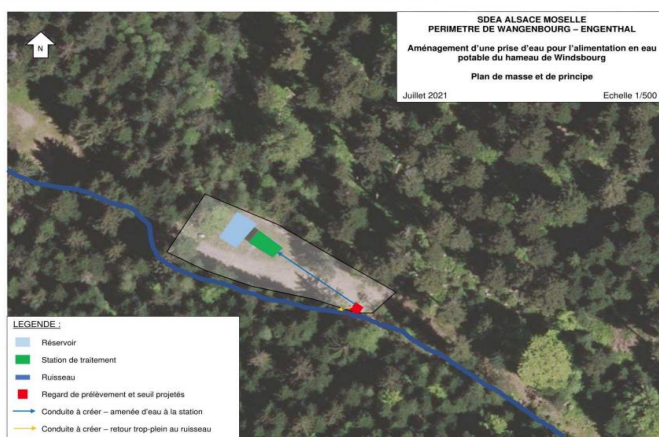 SDEA ALSACE MOSELLE
PERIMETRE DE WANGENBOURG – ENGENTHAL
Aménagement d'une prise d'eau pour l'alimentation en eau
potable du hameau de Windsbourg
Plan de masse et de principe
Juillet 2021 Echelle 1/500
N
LEGENDE :
Réservoir
Station de traitement
Ruisseau
Regard de prélèvement et seuil projetés
Conduite à créer – amenée d'eau à la station
Conduite à créer – retour trop-plein au ruisseau